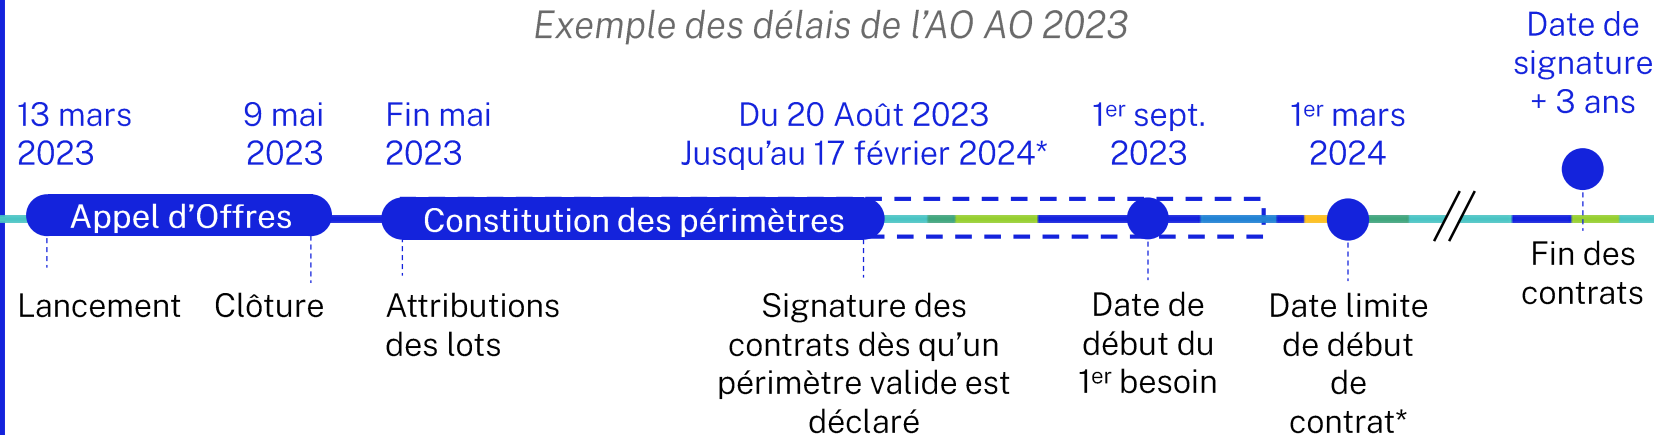 Exemple des délais de l’AO AO 2023
13 mars
2023
9 mai
2023
Fin mai
2023
Du 20 Août 2023
Jusqu’au 17 février 2024*
1er sept.
2023
1er mars
2024
Date de
signature
+ 3 ans
Appel d’Offres
Constitution des périmètres
Lancement
Clôture
Attributions
des lots
Signature des
contrats dès qu’un
périmètre valide est
déclaré
Date de
début du
1er besoin
Date limite
de début
de
contrat*
Fin des
contrats